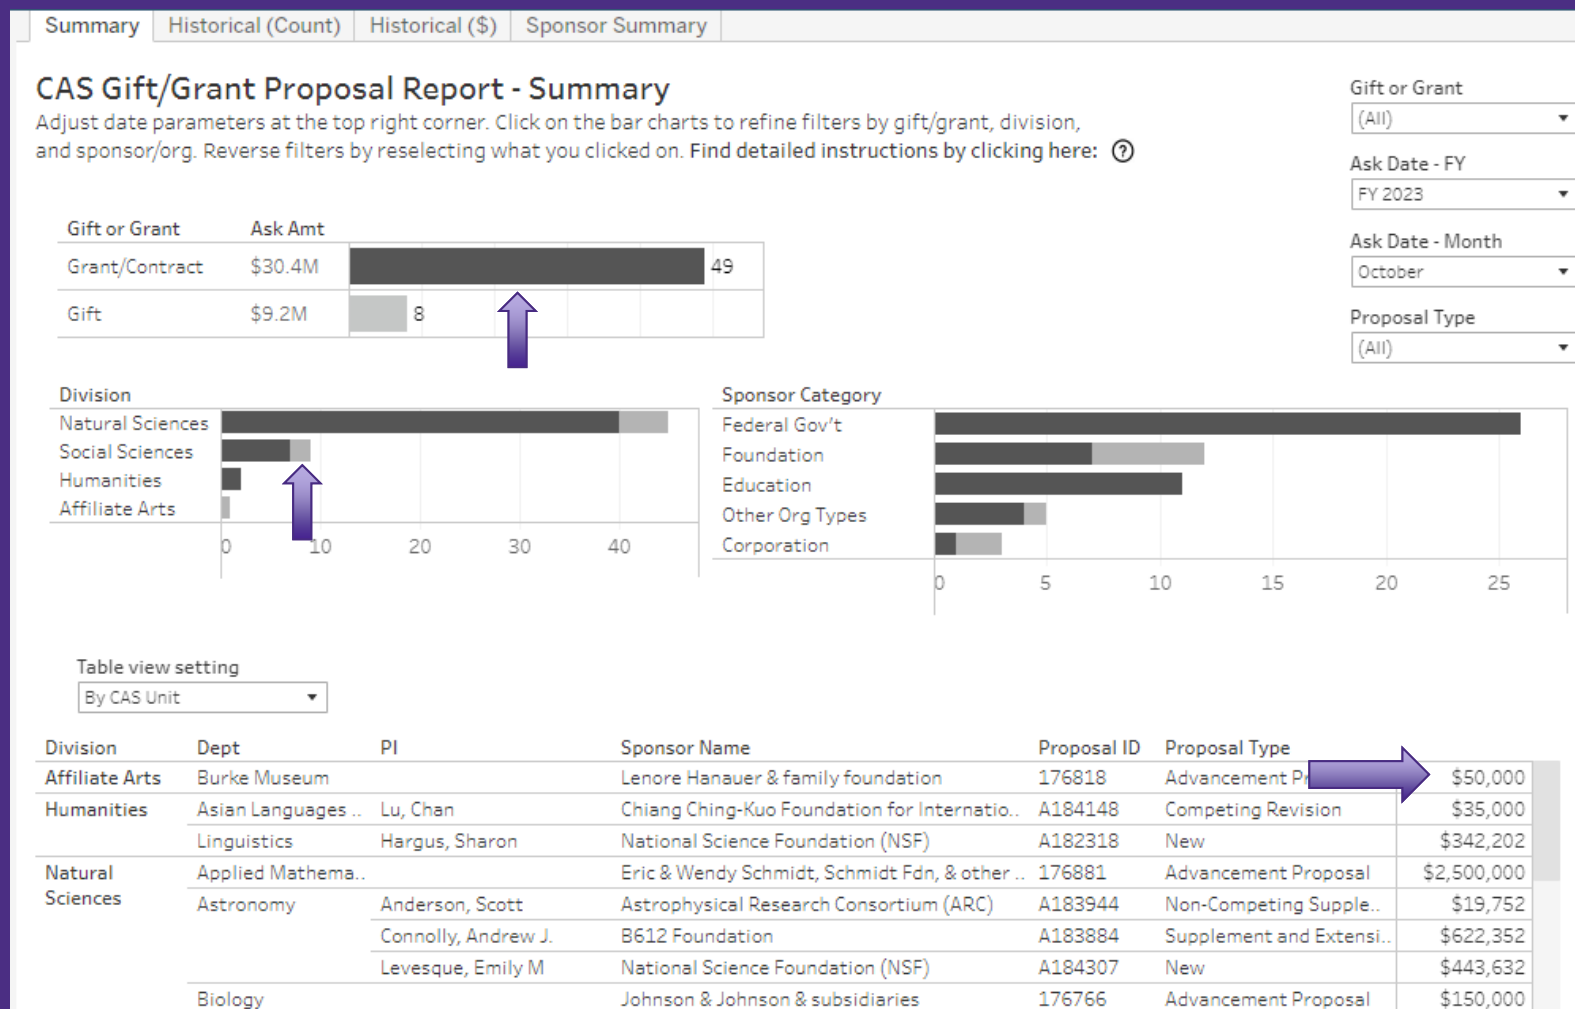 Summary Historical (Count) Historical ($) Sponsor Summary
CAS Gift/Grant Proposal Report - Summary
Adjust date parameters at the top right corner. Click on the bar charts to refine filters by gift/grant, division,
and sponsor/org. Reverse filters by reselecting what you clicked on. Find detailed instructions by clicking here: ?
Gift or Grant
(All)
Ask Date - FY
FY 2023
Ask Date - Month
October
Proposal Type
(All)
Gift or Grant Ask Amt
Grant/Contract $30.4M 49
Gift $9.2M 8
Division
Natural Sciences
Social Sciences
Humanities
Affiliate Arts
0 10 20 30 40
Sponsor Category
Federal Gov't
Foundation
Education
Other Org Types
Corporation
0 5 10 15 20 25
Table view setting
By CAS Unit
Division Dept PI Sponsor Name Proposal ID Proposal Type
Affiliate Arts Burke Museum Lenore Hanauer & family foundation 176818 Advancement Pr $50,000
Humanities Asian Languages .. Lu, Chan Chiang Ching-Kuo Foundation for Internatio.. A184148 Competing Revision $35,000
Linguistics Hargus, Sharon National Science Foundation (NSF) A182318 New $342,202
Natural Sciences Applied Mathema.. Eric & Wendy Schmidt, Schmidt Fdn, & other .. 176881 Advancement Proposal $2,500,000
Astronomy Anderson, Scott Astrophysical Research Consortium (ARC) A183944 Non-Competing Supple.. $19,752
Connolly, Andrew J. B612 Foundation A183884 Supplement and Extensi.. $622,352
Levesque, Emily M National Science Foundation (NSF) A184307 New $443,632
Biology Johnson & Johnson & subsidiaries 176766 Advancement Proposal $150,000